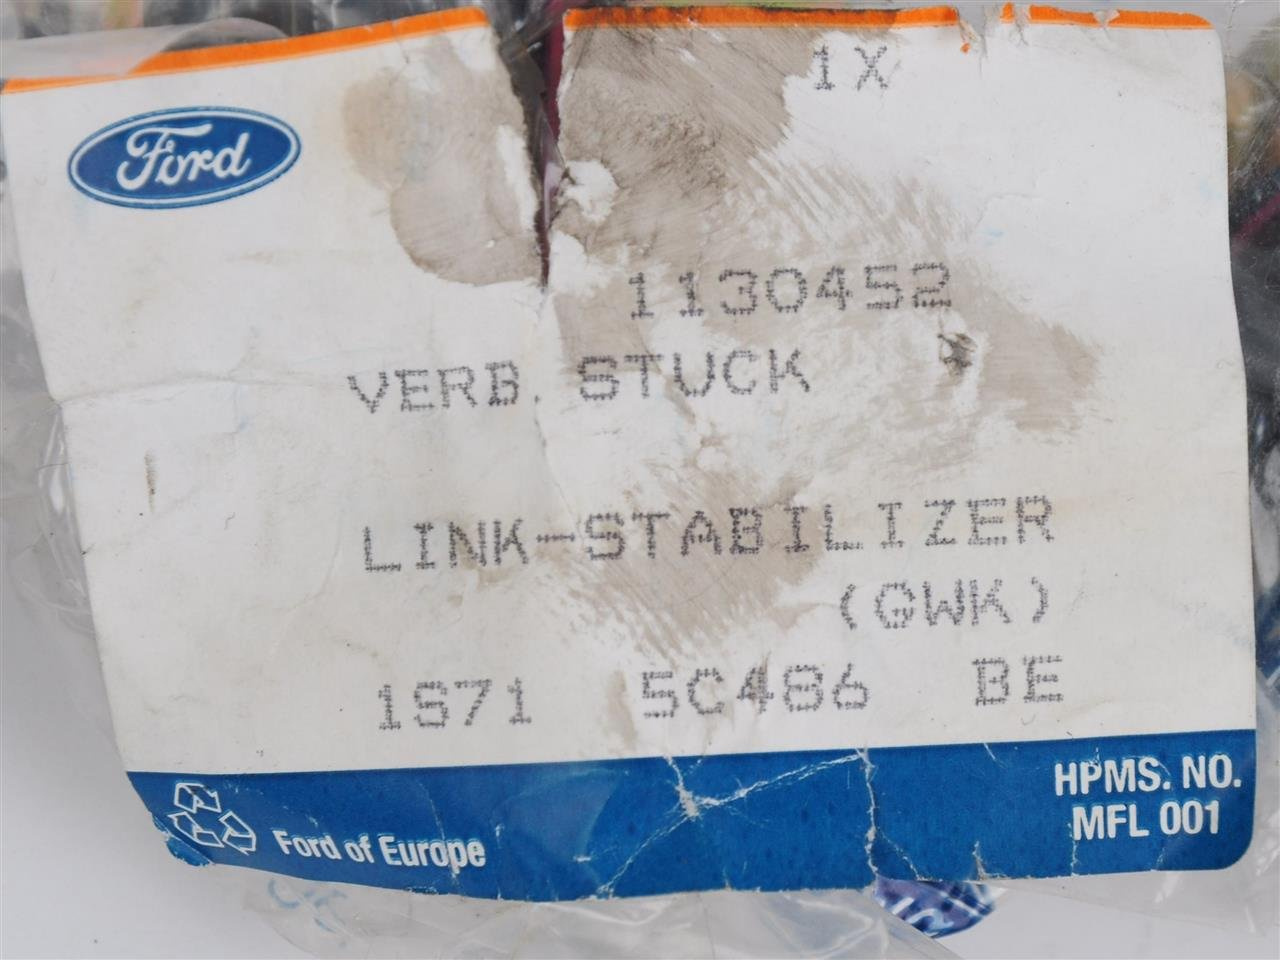 1X
Ford
1130452
VERB. STUCK
LINK-STABILIZER
(GWK)
1S71 5C486 BE
HPMS. NO.
MFL 001
Ford of Europe